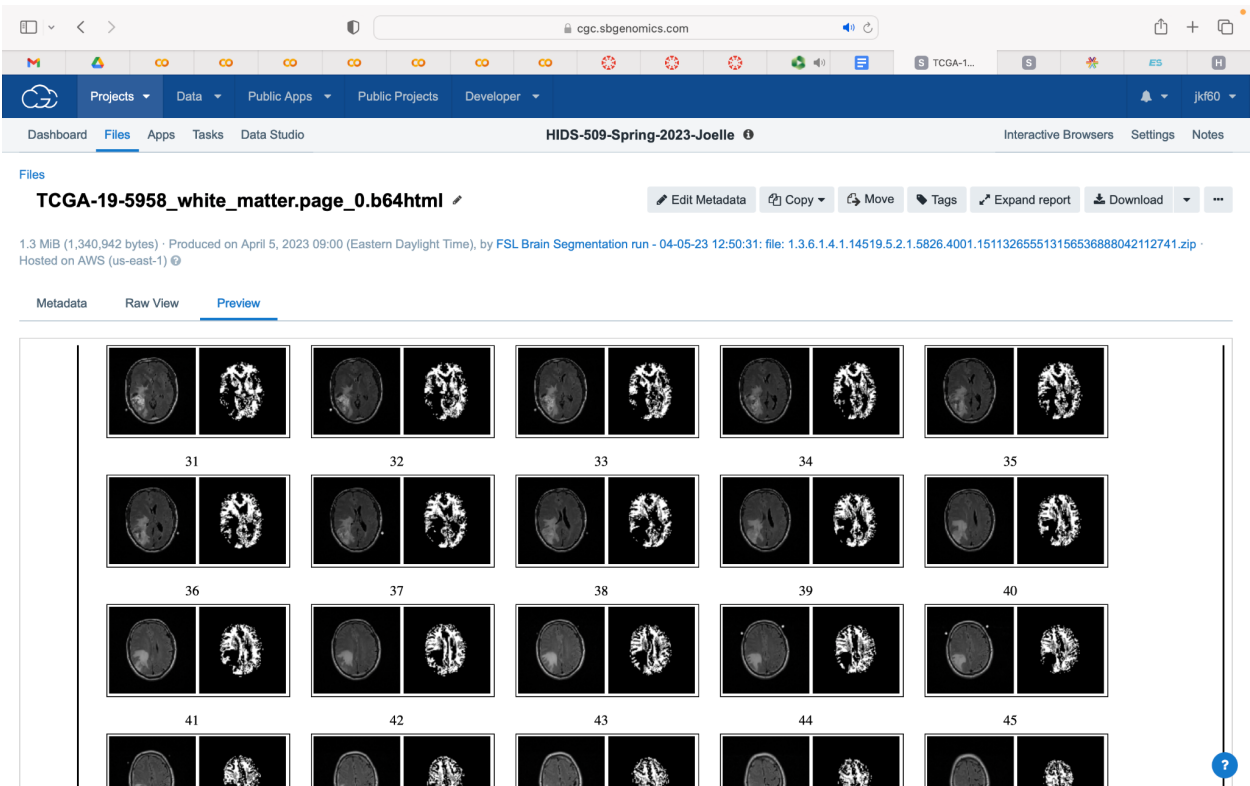 cgc.sbgenomics.com
S TCGA-1... S ES H
Projects Data Public Apps Public Projects Developer jkf60
Dashboard Files Apps Tasks Data Studio HIDS-509-Spring-2023-Joelle Interactive Browsers Settings Notes
Files
TCGA-19-5958_white_matter.page_0.b64html Edit Metadata Copy Move Tags Expand report Download
1.3 MiB (1,340,942 bytes) · Produced on April 5, 2023 09:00 (Eastern Daylight Time), by FSL Brain Segmentation run - 04-05-23 12:50:31: file: 1.3.6.1.4.1.14519.5.2.1.5826.4001.151132655513156536888042112741.zip ·
Hosted on AWS (us-east-1) ?
Metadata Raw View Preview
31 32 33 34 35
36 37 38 39 40
41 42 43 44 45
?